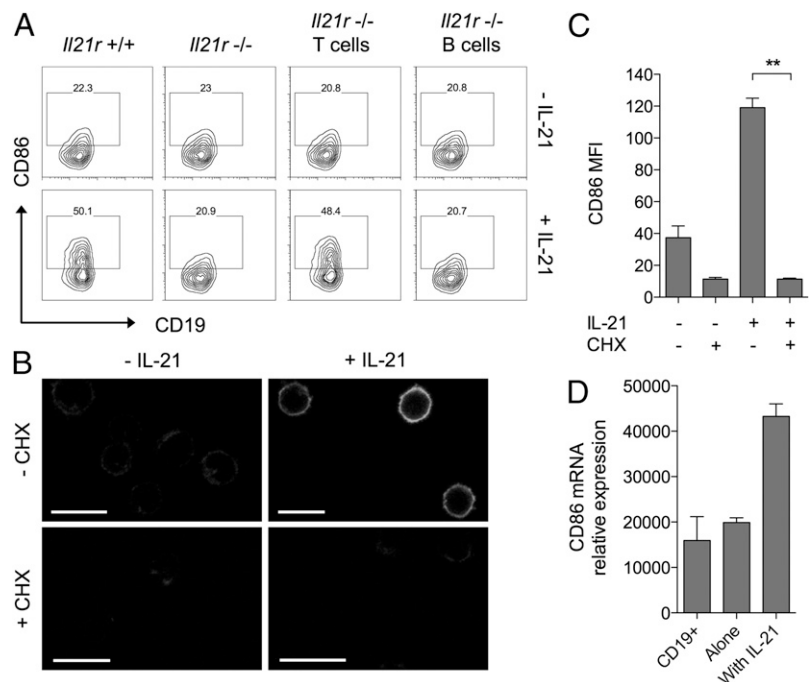 A
Il21r +/+
Il21r -/-
Il21r -/-
T cells
Il21r -/-
B cells
22.3
23
20.8
20.8
- IL-21
50.1
20.9
48.4
20.7
+ IL-21
CD86
CD19
B
- IL-21
+ IL-21
- CHX
+ CHX
C
**
CD86 MFI
140
120
100
80
60
40
20
0
IL-21 - - + +
CHX - + - +
D
CD86 mRNA
relative expression
50000
40000
30000
20000
10000
0
CD19+
Alone
With IL-21